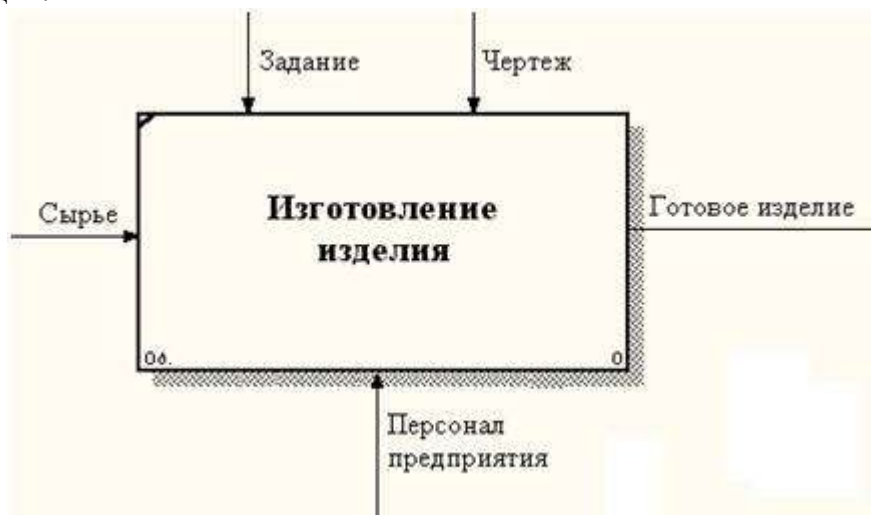 Задание
Чертеж
Сырье
Изготовление
изделия
Готовое изделие
0б.
0
Персонал
предприятия